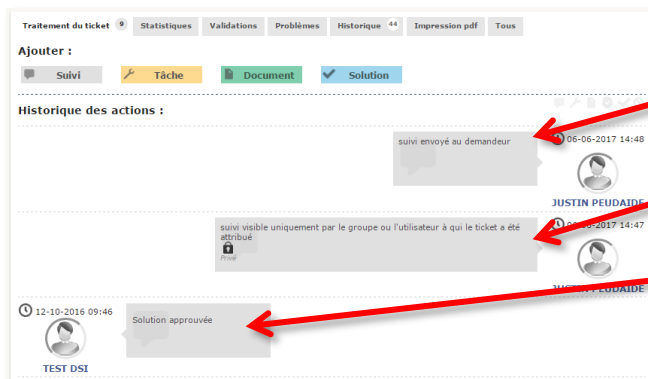 Traitement du ticket 9 Statistiques Validations Problèmes Historique 44 Impression pdf Tous
Ajouter :
Suivi Tâche Document Solution
Historique des actions :
suivi envoyé au demandeur
06-06-2017 14:48
JUSTIN PEUDAIDE
suivi visible uniquement par le groupe ou l'utilisateur à qui le ticket a été
attribué
Privé
2017 14:47
JUSTIN PEUDAIDE
12-10-2016 09:46
Solution approuvée
TEST DSI